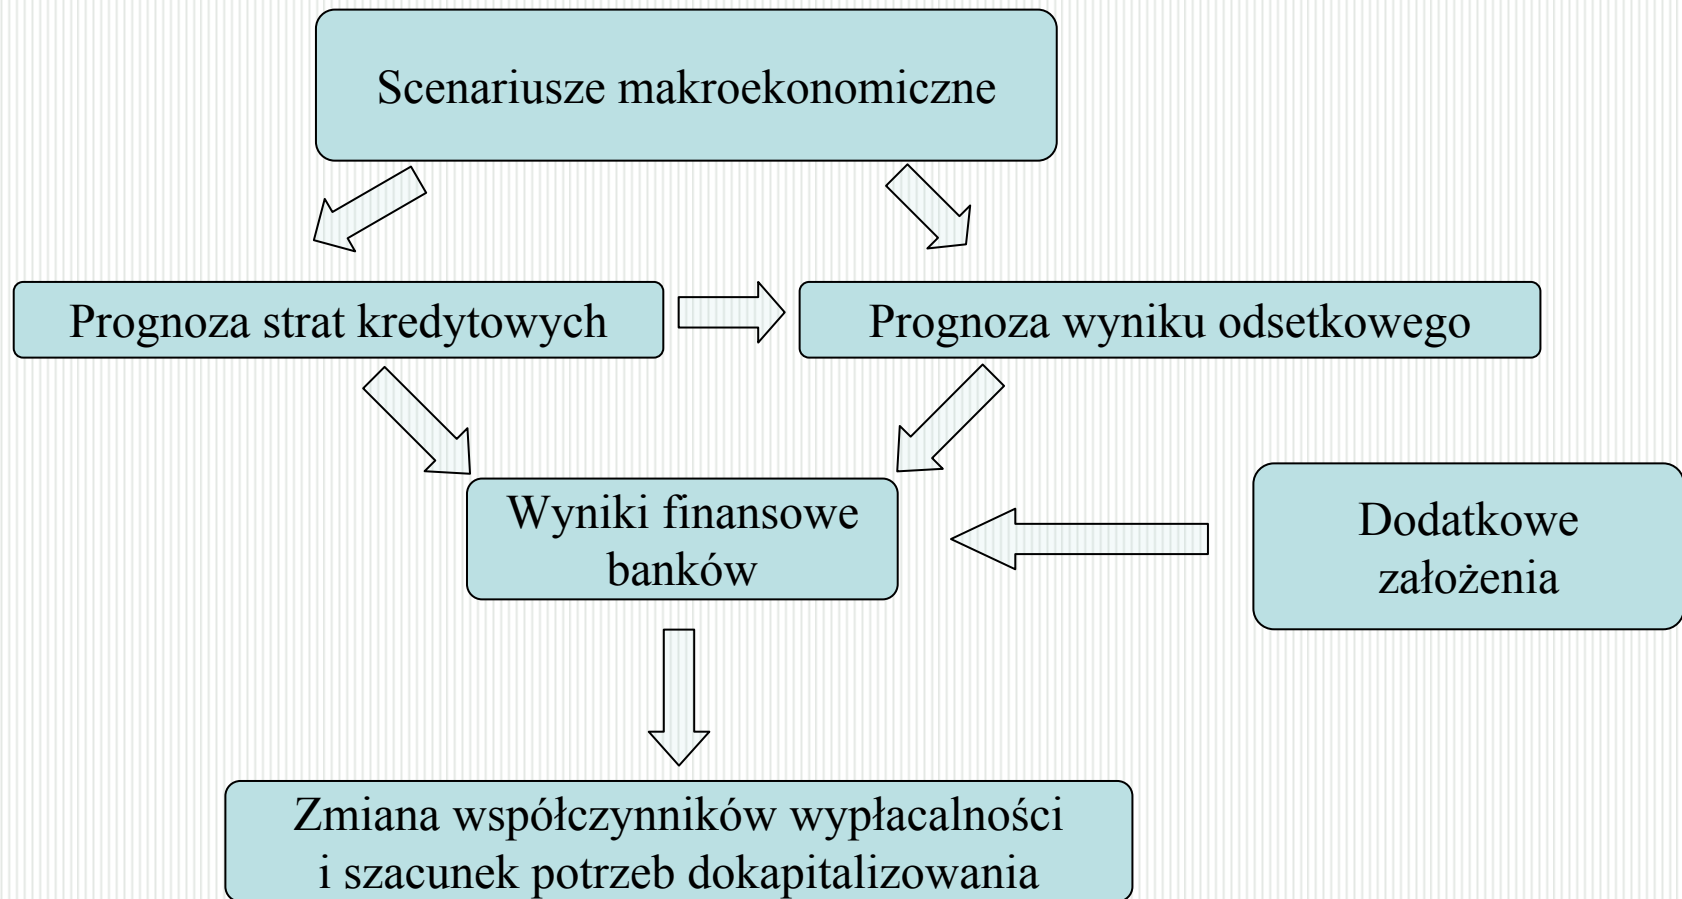 Scenariusze makroekonomiczne
Prognoza strat kredytowych
Prognoza wyniku odsetkowego
Wyniki finansowe
banków
Dodatkowe
założenia
Zmiana współczynników wypłacalności
i szacunek potrzeb dokapitalizowania